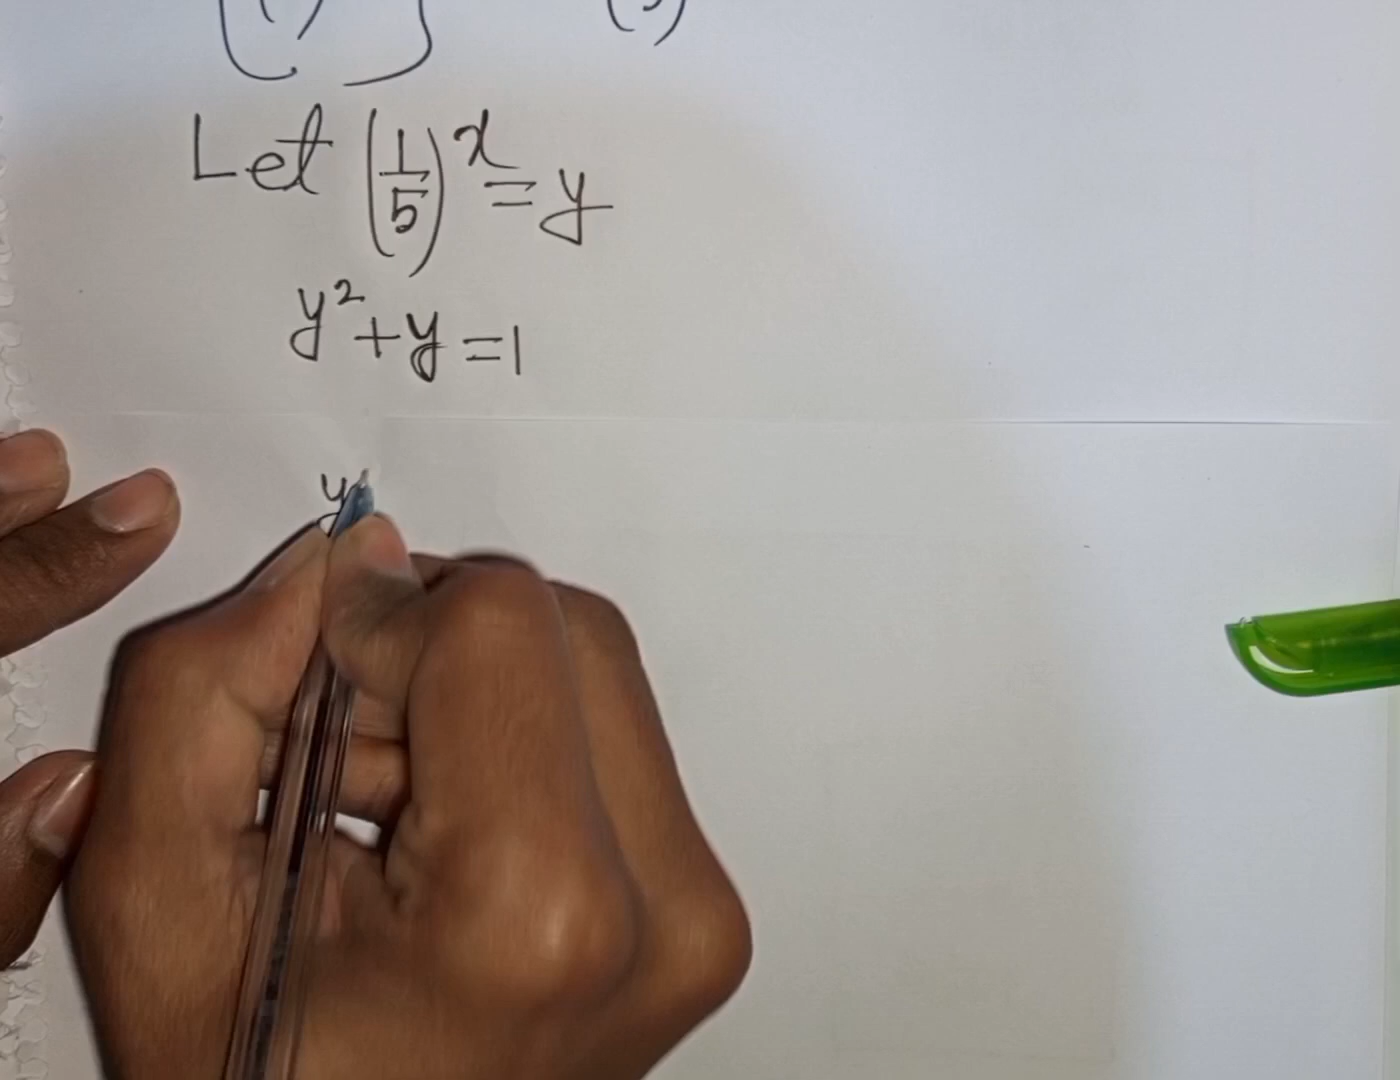 Let (1/5)^x = y
y² + y = 1
y